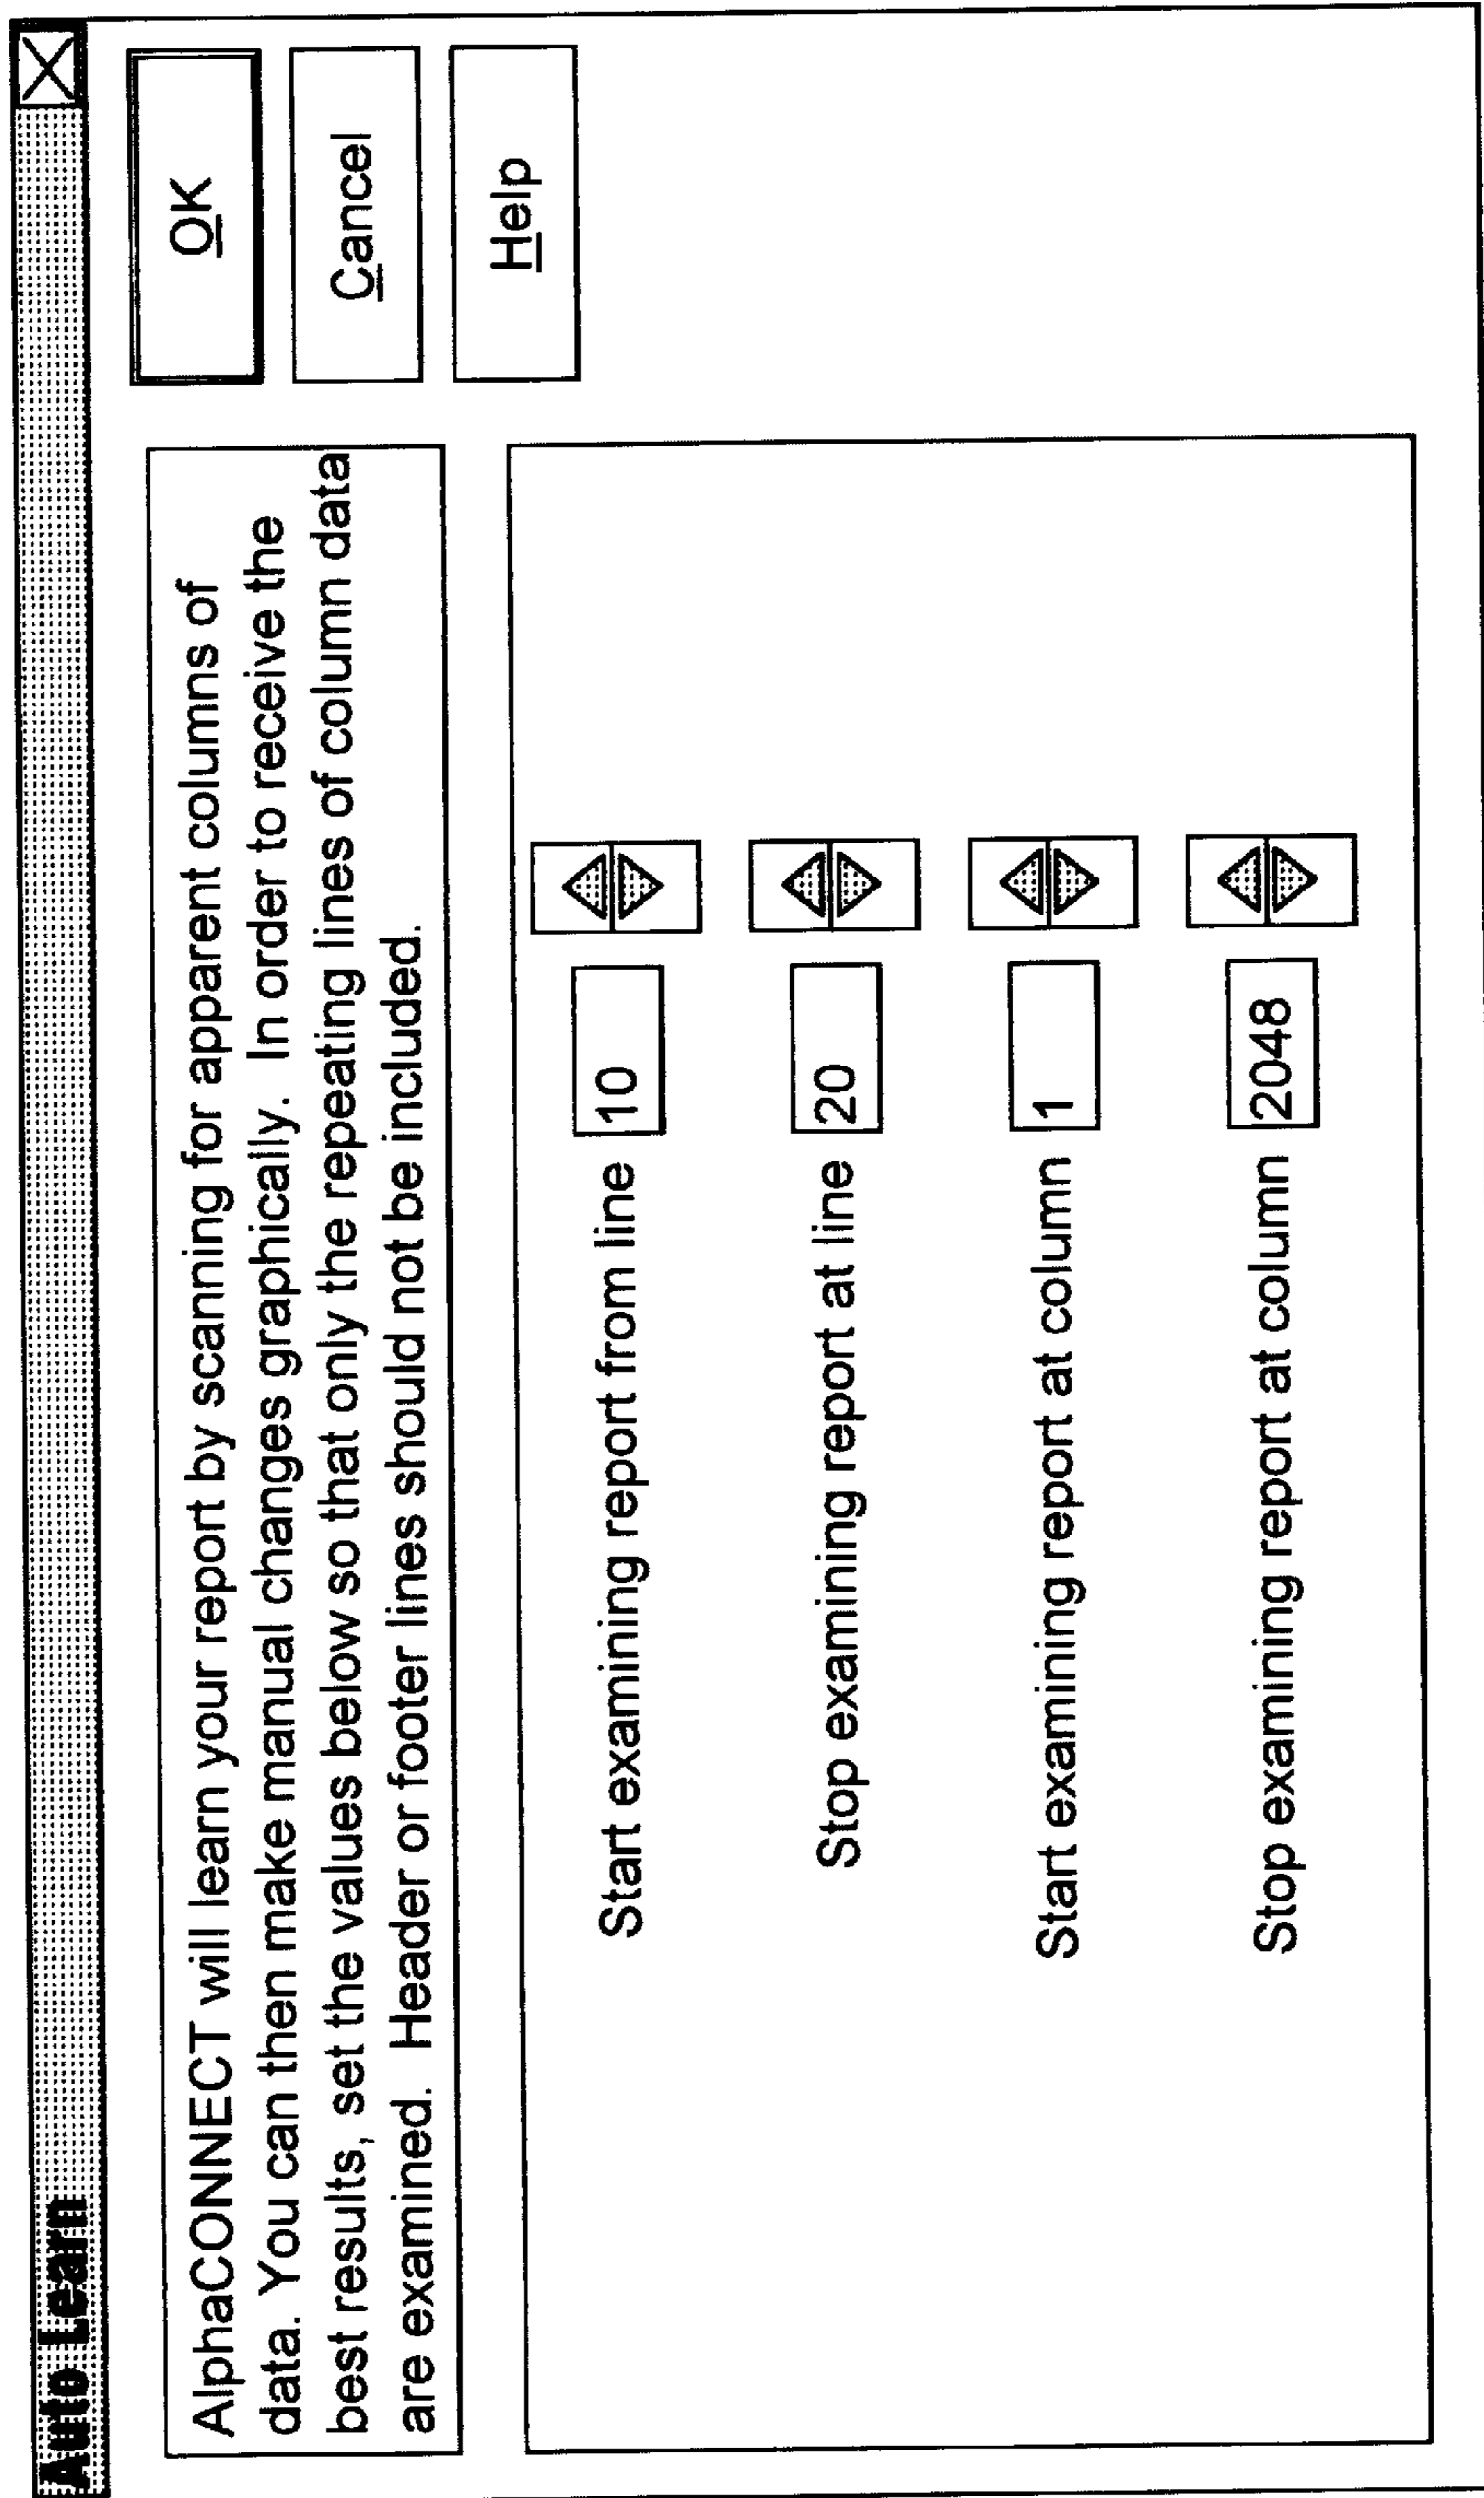 Auto Learn
AlphaCONNECT will learn your report by scanning for apparent columns of
data. You can then make manual changes graphically. In order to receive the
best results, set the values below so that only the repeating lines of column data
are examined. Header or footer lines should not be included.
OK
Cancel
Help
Start examining report from line 10
Stop examining report at line 20
Start examining report at column 1
Stop examining report at column 2048